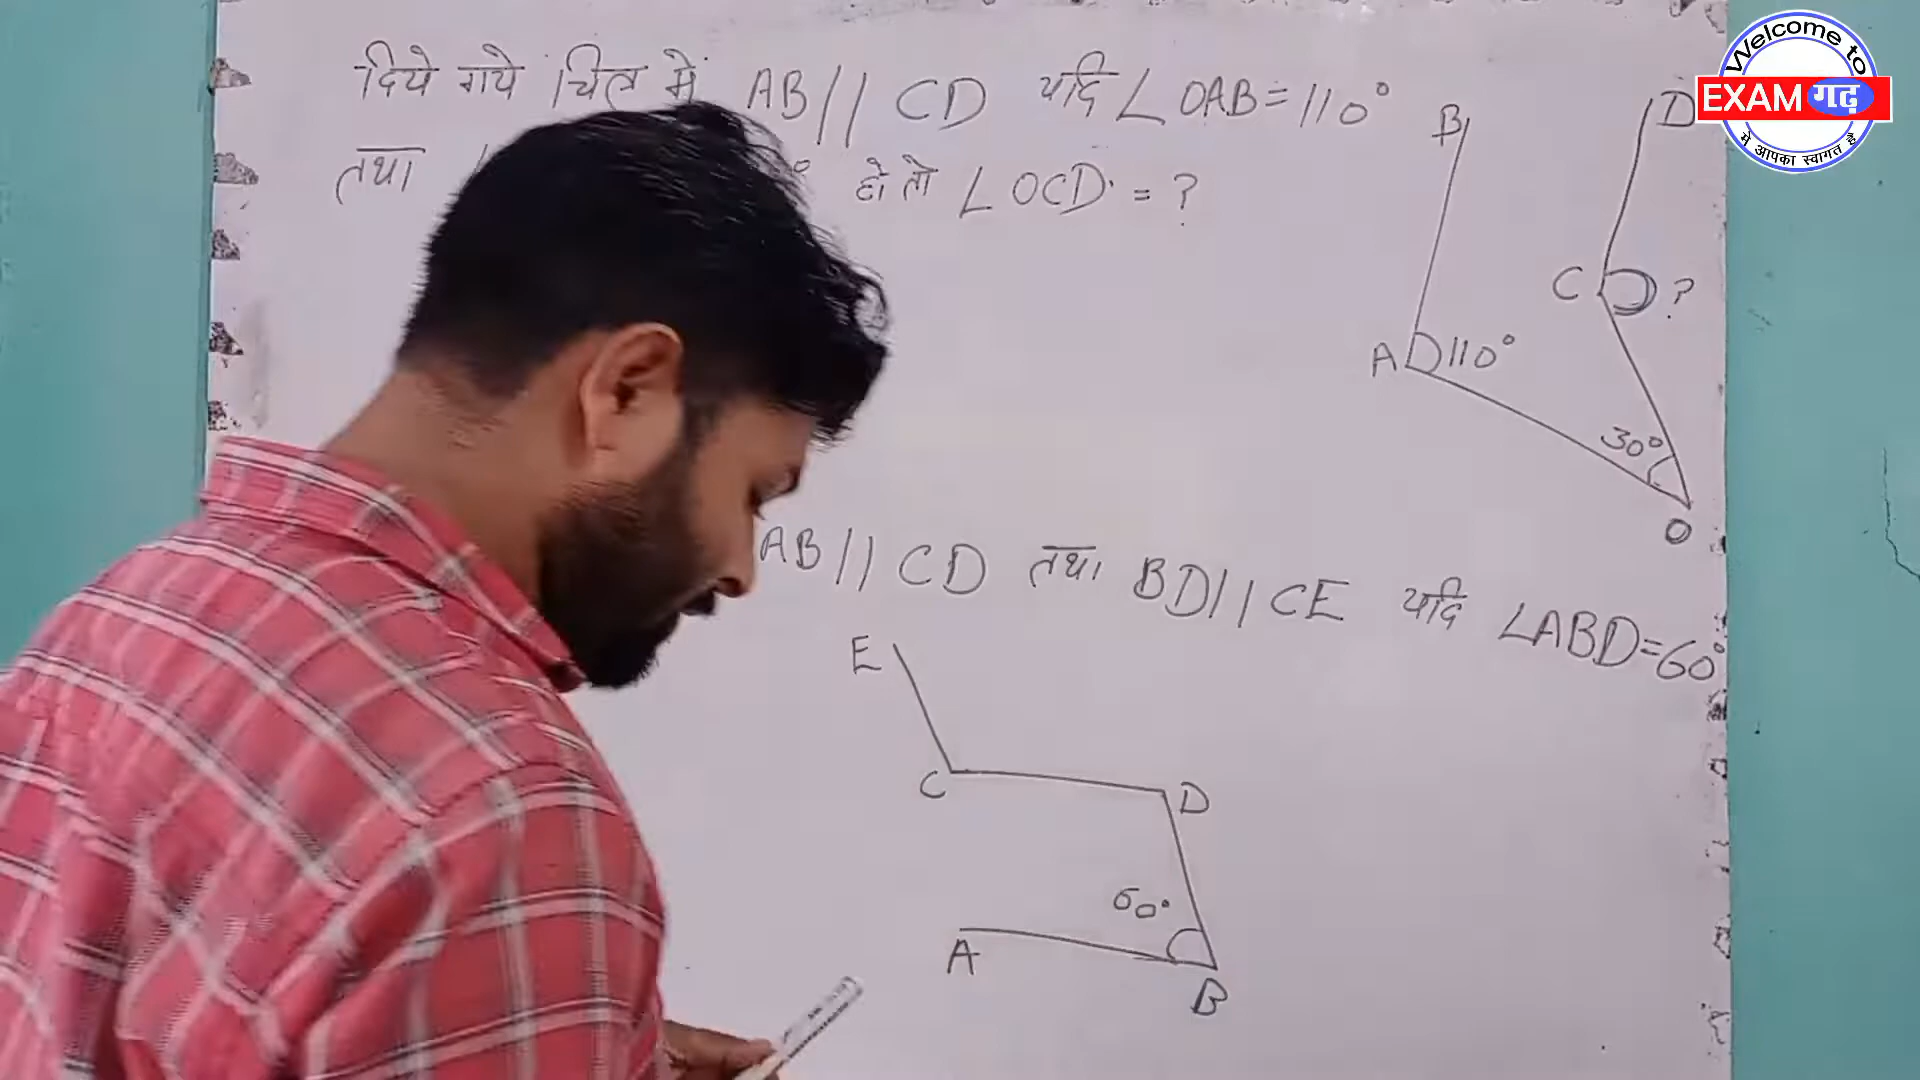 दिये गये चित्र में AB // CD यदि ∠OAB=110°
तथा ° हो तो ∠OCD = ?
B
D
C ?
A 110°
30°
O
AB // CD तथा BD // CE यदि ∠ABD=60°
E
C
D
60°
A
B
Welcome to
EXAM गढ़
मे आपका स्वागत है